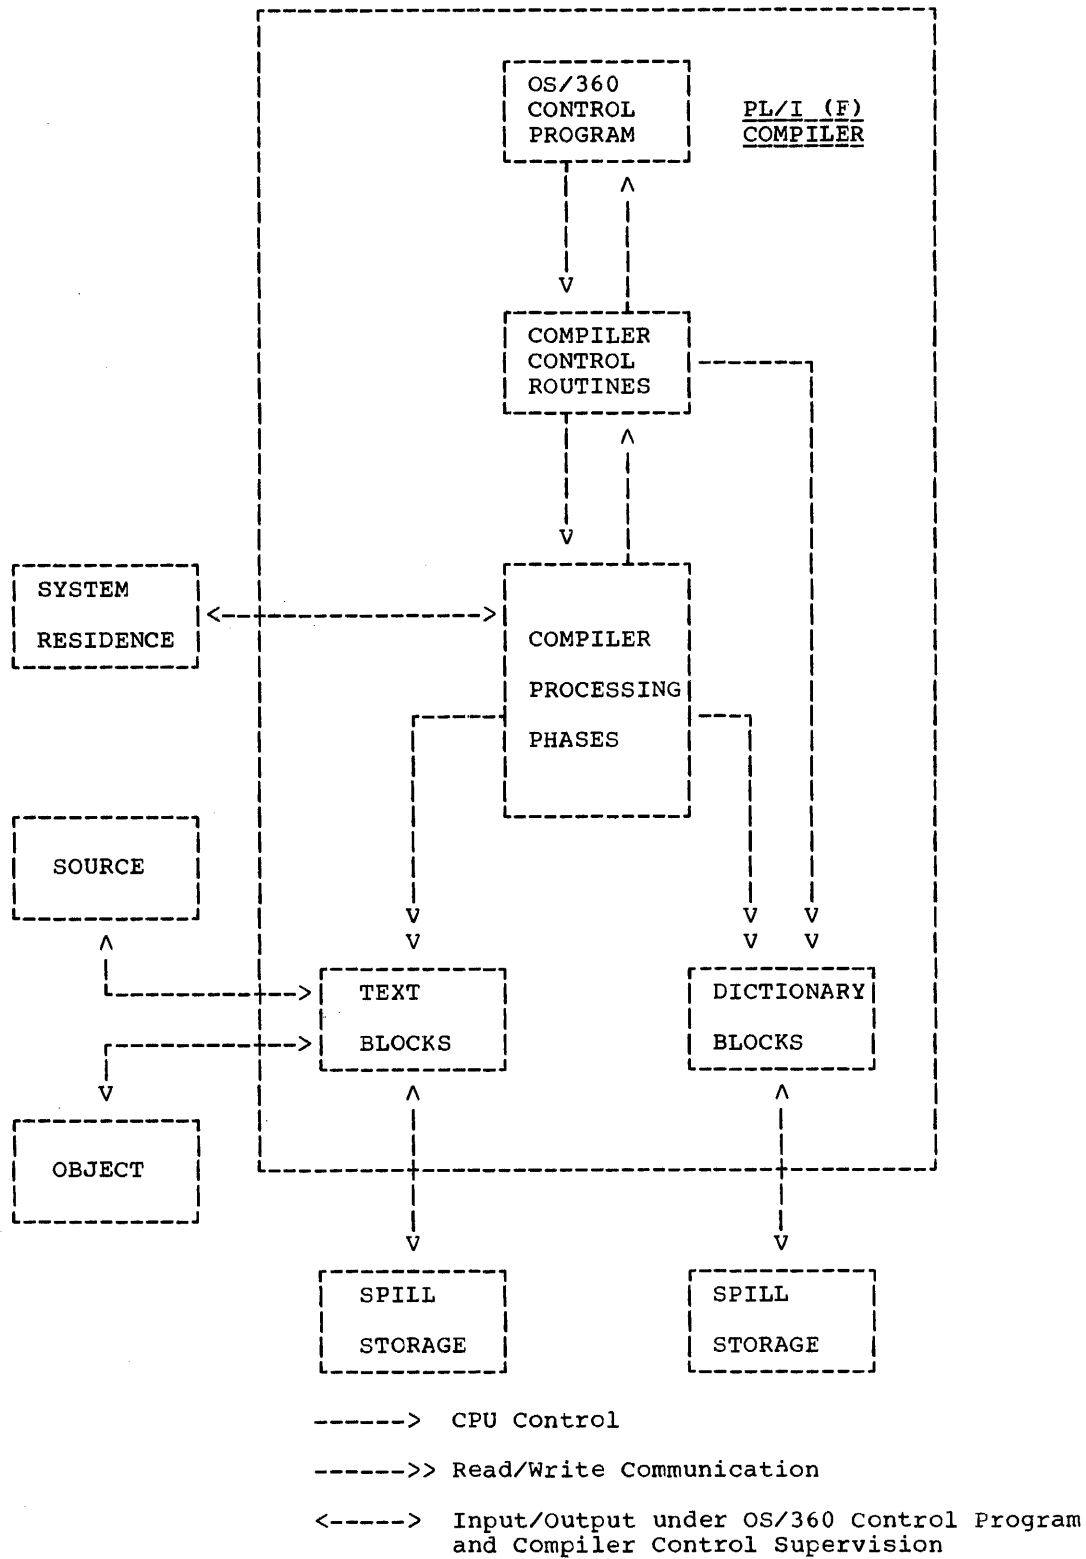 OS/360
CONTROL
PROGRAM
PL/I (F)
COMPILER
COMPILER
CONTROL
ROUTINES
SYSTEM
RESIDENCE
COMPILER
PROCESSING
PHASES
SOURCE
TEXT
BLOCKS
DICTIONARY
BLOCKS
OBJECT
SPILL
STORAGE
SPILL
STORAGE
------> CPU Control
------>> Read/Write Communication
<-----> Input/Output under OS/360 Control Program
and Compiler Control Supervision